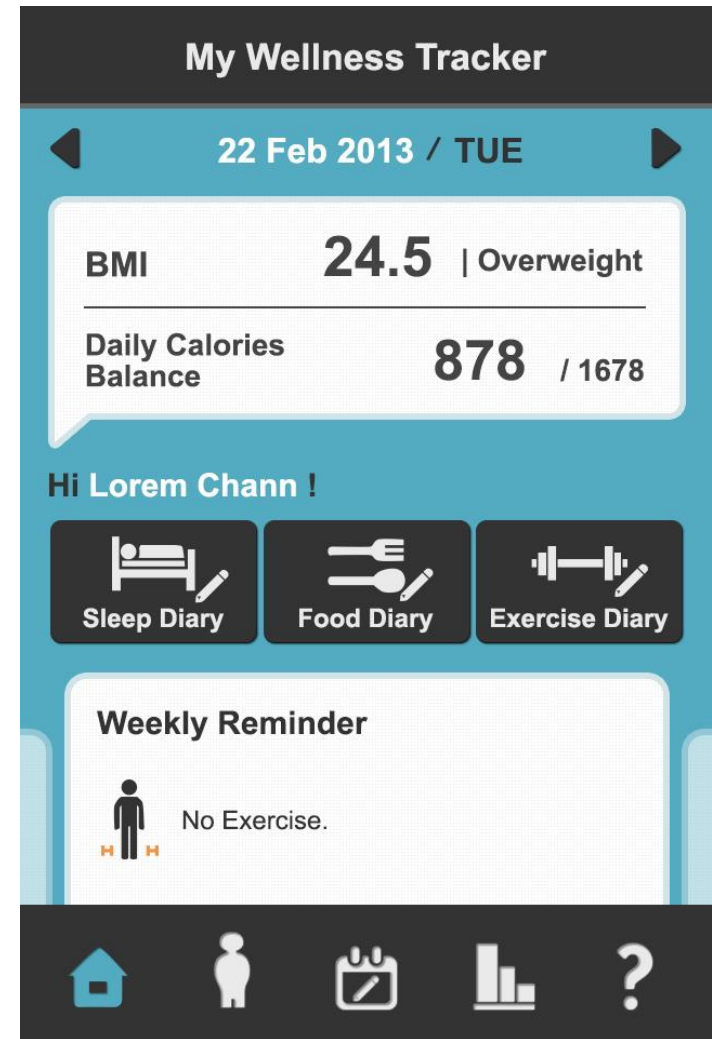 My Wellness Tracker
22 Feb 2013 / TUE
BMI 24.5 | Overweight
Daily Calories
Balance 878 / 1678
Hi Lorem Chann !
Sleep Diary Food Diary Exercise Diary
Weekly Reminder
No Exercise.
?